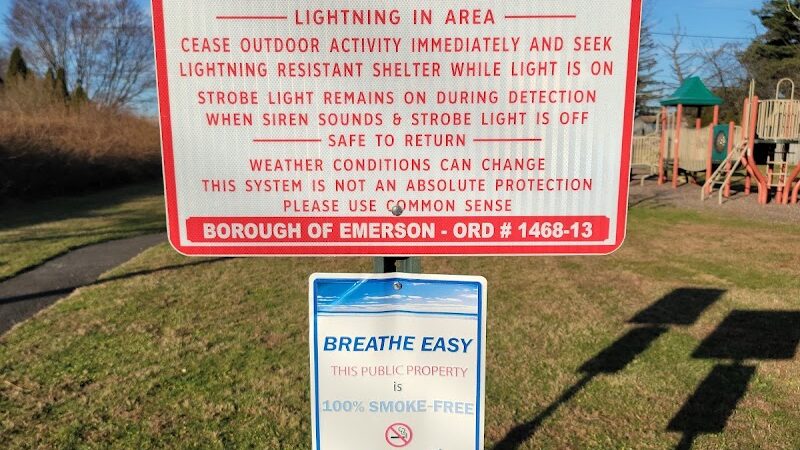 LIGHTNING IN AREA
CEASE OUTDOOR ACTIVITY IMMEDIATELY AND SEEK
LIGHTNING RESISTANT SHELTER WHILE LIGHT IS ON
STROBE LIGHT REMAINS ON DURING DETECTION
WHEN SIREN SOUNDS & STROBE LIGHT IS OFF
SAFE TO RETURN
WEATHER CONDITIONS CAN CHANGE
THIS SYSTEM IS NOT AN ABSOLUTE PROTECTION
PLEASE USE COMMON SENSE
BOROUGH OF EMERSON - ORD # 1468-13
BREATHE EASY
THIS PUBLIC PROPERTY
is
100% SMOKE-FREE